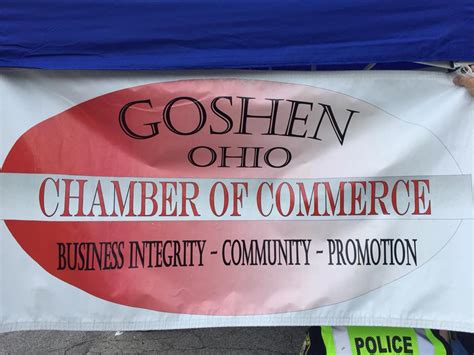 GOSHEN
OHIO
CHAMBER OF COMMERCE
BUSINESS INTEGRITY - COMMUNITY - PROMOTION
POLICE